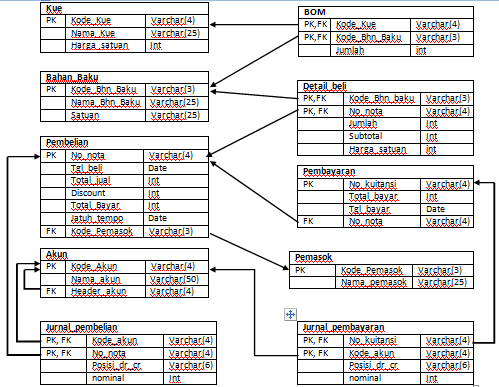 Kue
PK Kode_Kue Varchar(4)
Nama_Kue Varchar(25)
Harga_satuan Int
BOM
PK,FK Kode_Kue Varchar(4)
PK,FK Kode_Bhn_Baku Varchar(3)
Jumlah int
Bahan_Baku
PK Kode_Bhn_Baku Varchar(3)
Nama_Bhn_Baku Varchar(25)
Satuan Varchar(25)
Detail_beli
PK,FK Kode_Bhn_baku Varchar(3)
PK, FK No_nota Varchar(4)
Jumlah Int
Subtotal Int
Harga_satuan int
Pembelian
PK No_nota Varchar(4)
Tgl_beli Date
Total_jual Int
Discount Int
Total_Bayar Int
Jatuh_tempo Date
FK Kode_Pemasok Varchar(3)
Pembayaran
PK No_kuitansi Varchar(4)
Total_bayar Int
Tgl_bayar Date
FK No_nota Varchar(4)
Akun
PK Kode_Akun Varchar(4)
Nama_akun Varchar(50)
FK Header_akun Varchar(4)
Pemasok
PK Kode_Pemasok Varchar(3)
Nama_pemasok Varchar(25)
Jurnal_pembelian
PK, FK Kode_akun Varchar(4)
PK, FK No_nota Varchar(4)
Posisi_dr_cr Varchar(6)
nominal Int
Jurnal_pembayaran
PK, FK No_kuitansi Varchar(4)
PK, FK Kode_akun Varchar(4)
Posisi_dr_cr Varchar(6)
nominal Int